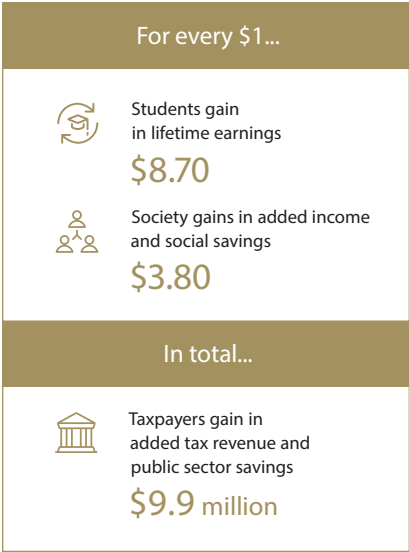 For every $1...
Students gain
in lifetime earnings
$8.70
Society gains in added income
and social savings
$3.80
In total...
Taxpayers gain in
added tax revenue and
public sector savings
$9.9 million